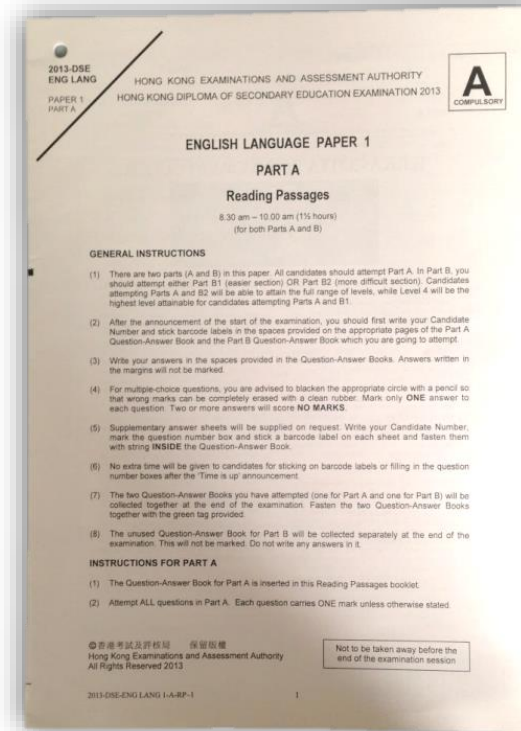 2013-DSE
ENG LANG
PAPER 1
PART A
HONG KONG EXAMINATIONS AND ASSESSMENT AUTHORITY
HONG KONG DIPLOMA OF SECONDARY EDUCATION EXAMINATION 2013
A
COMPULSORY
ENGLISH LANGUAGE PAPER 1
PART A
Reading Passages
8.30 am – 10.00 am (1½ hours)
(for both Parts A and B)
GENERAL INSTRUCTIONS
(1) There are two parts (A and B) in this paper. All candidates should attempt Part A. In Part B, you
should attempt either Part B1 (easier section) OR Part B2 (more difficult section). Candidates
attempting Parts A and B2 will be able to attain the full range of levels, while Level 4 will be the
highest level attainable for candidates attempting Parts A and B1.
(2) After the announcement of the start of the examination, you should first write your Candidate
Number and stick barcode labels in the spaces provided on the appropriate pages of the Part A
Question-Answer Book and the Part B Question-Answer Book which you are going to attempt.
(3) Write your answers in the spaces provided in the Question-Answer Books. Answers written in
the margins will not be marked.
(4) For multiple-choice questions, you are advised to blacken the appropriate circle with a pencil so
that wrong marks can be completely erased with a clean rubber. Mark only ONE answer to
each question. Two or more answers will score NO MARKS.
(5) Supplementary answer sheets will be supplied on request. Write your Candidate Number,
mark the question number box and stick a barcode label on each sheet and fasten them
with string INSIDE the Question-Answer Book.
(6) No extra time will be given to candidates for sticking on barcode labels or filling in the question
number boxes after the 'Time is up' announcement.
(7) The two Question-Answer Books you have attempted (one for Part A and one for Part B) will be
collected together at the end of the examination. Fasten the two Question-Answer Books
together with the green tag provided.
(8) The unused Question-Answer Book for Part B will be collected separately at the end of the
examination. This will not be marked. Do not write any answers in it.
INSTRUCTIONS FOR PART A
(1) The Question-Answer Book for Part A is inserted in this Reading Passages booklet.
(2) Attempt ALL questions in Part A. Each question carries ONE mark unless otherwise stated.
©香港考試及評核局 保留版權
Hong Kong Examinations and Assessment Authority
All Rights Reserved 2013
Not to be taken away before the
end of the examination session
2013-DSE-ENG LANG 1-A-RP–1
1